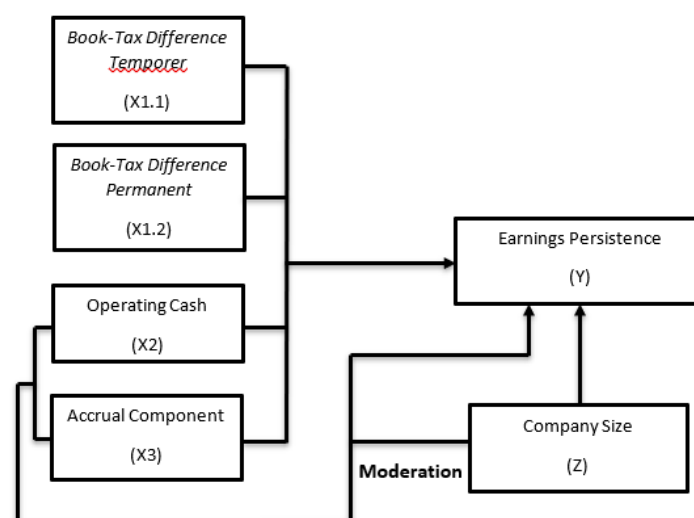 Book-Tax Difference
Temporer
(X1.1)
Book-Tax Difference
Permanent
(X1.2)
Operating Cash
(X2)
Accrual Component
(X3)
Earnings Persistence
(Y)
Company Size
(Z)
Moderation